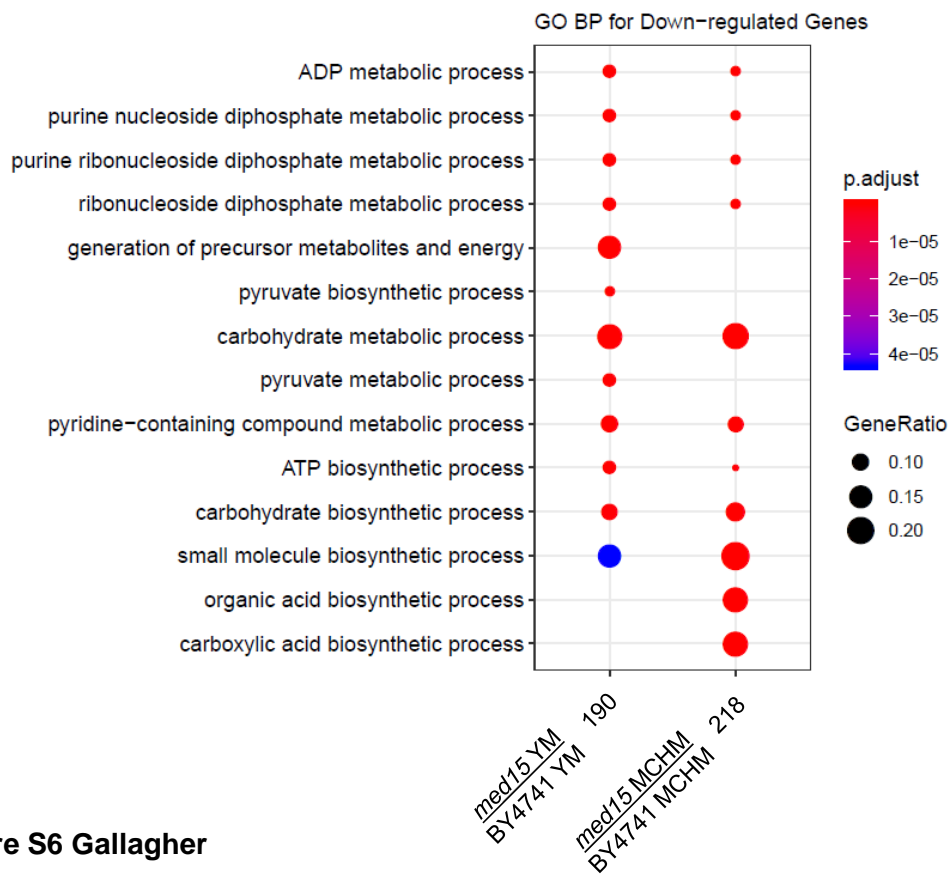 GO BP for Down−regulated Genes
ADP metabolic process
purine nucleoside diphosphate metabolic process
purine ribonucleoside diphosphate metabolic process
ribonucleoside diphosphate metabolic process
generation of precursor metabolites and energy
pyruvate biosynthetic process
carbohydrate metabolic process
pyruvate metabolic process
pyridine−containing compound metabolic process
ATP biosynthetic process
carbohydrate biosynthetic process
small molecule biosynthetic process
organic acid biosynthetic process
carboxylic acid biosynthetic process
p.adjust
1e−05
2e−05
3e−05
4e−05
GeneRatio
0.10
0.15
0.20
med15 YM
BY4741 YM
190
med15 MCHM
BY4741 MCHM
218
re S6 Gallagher